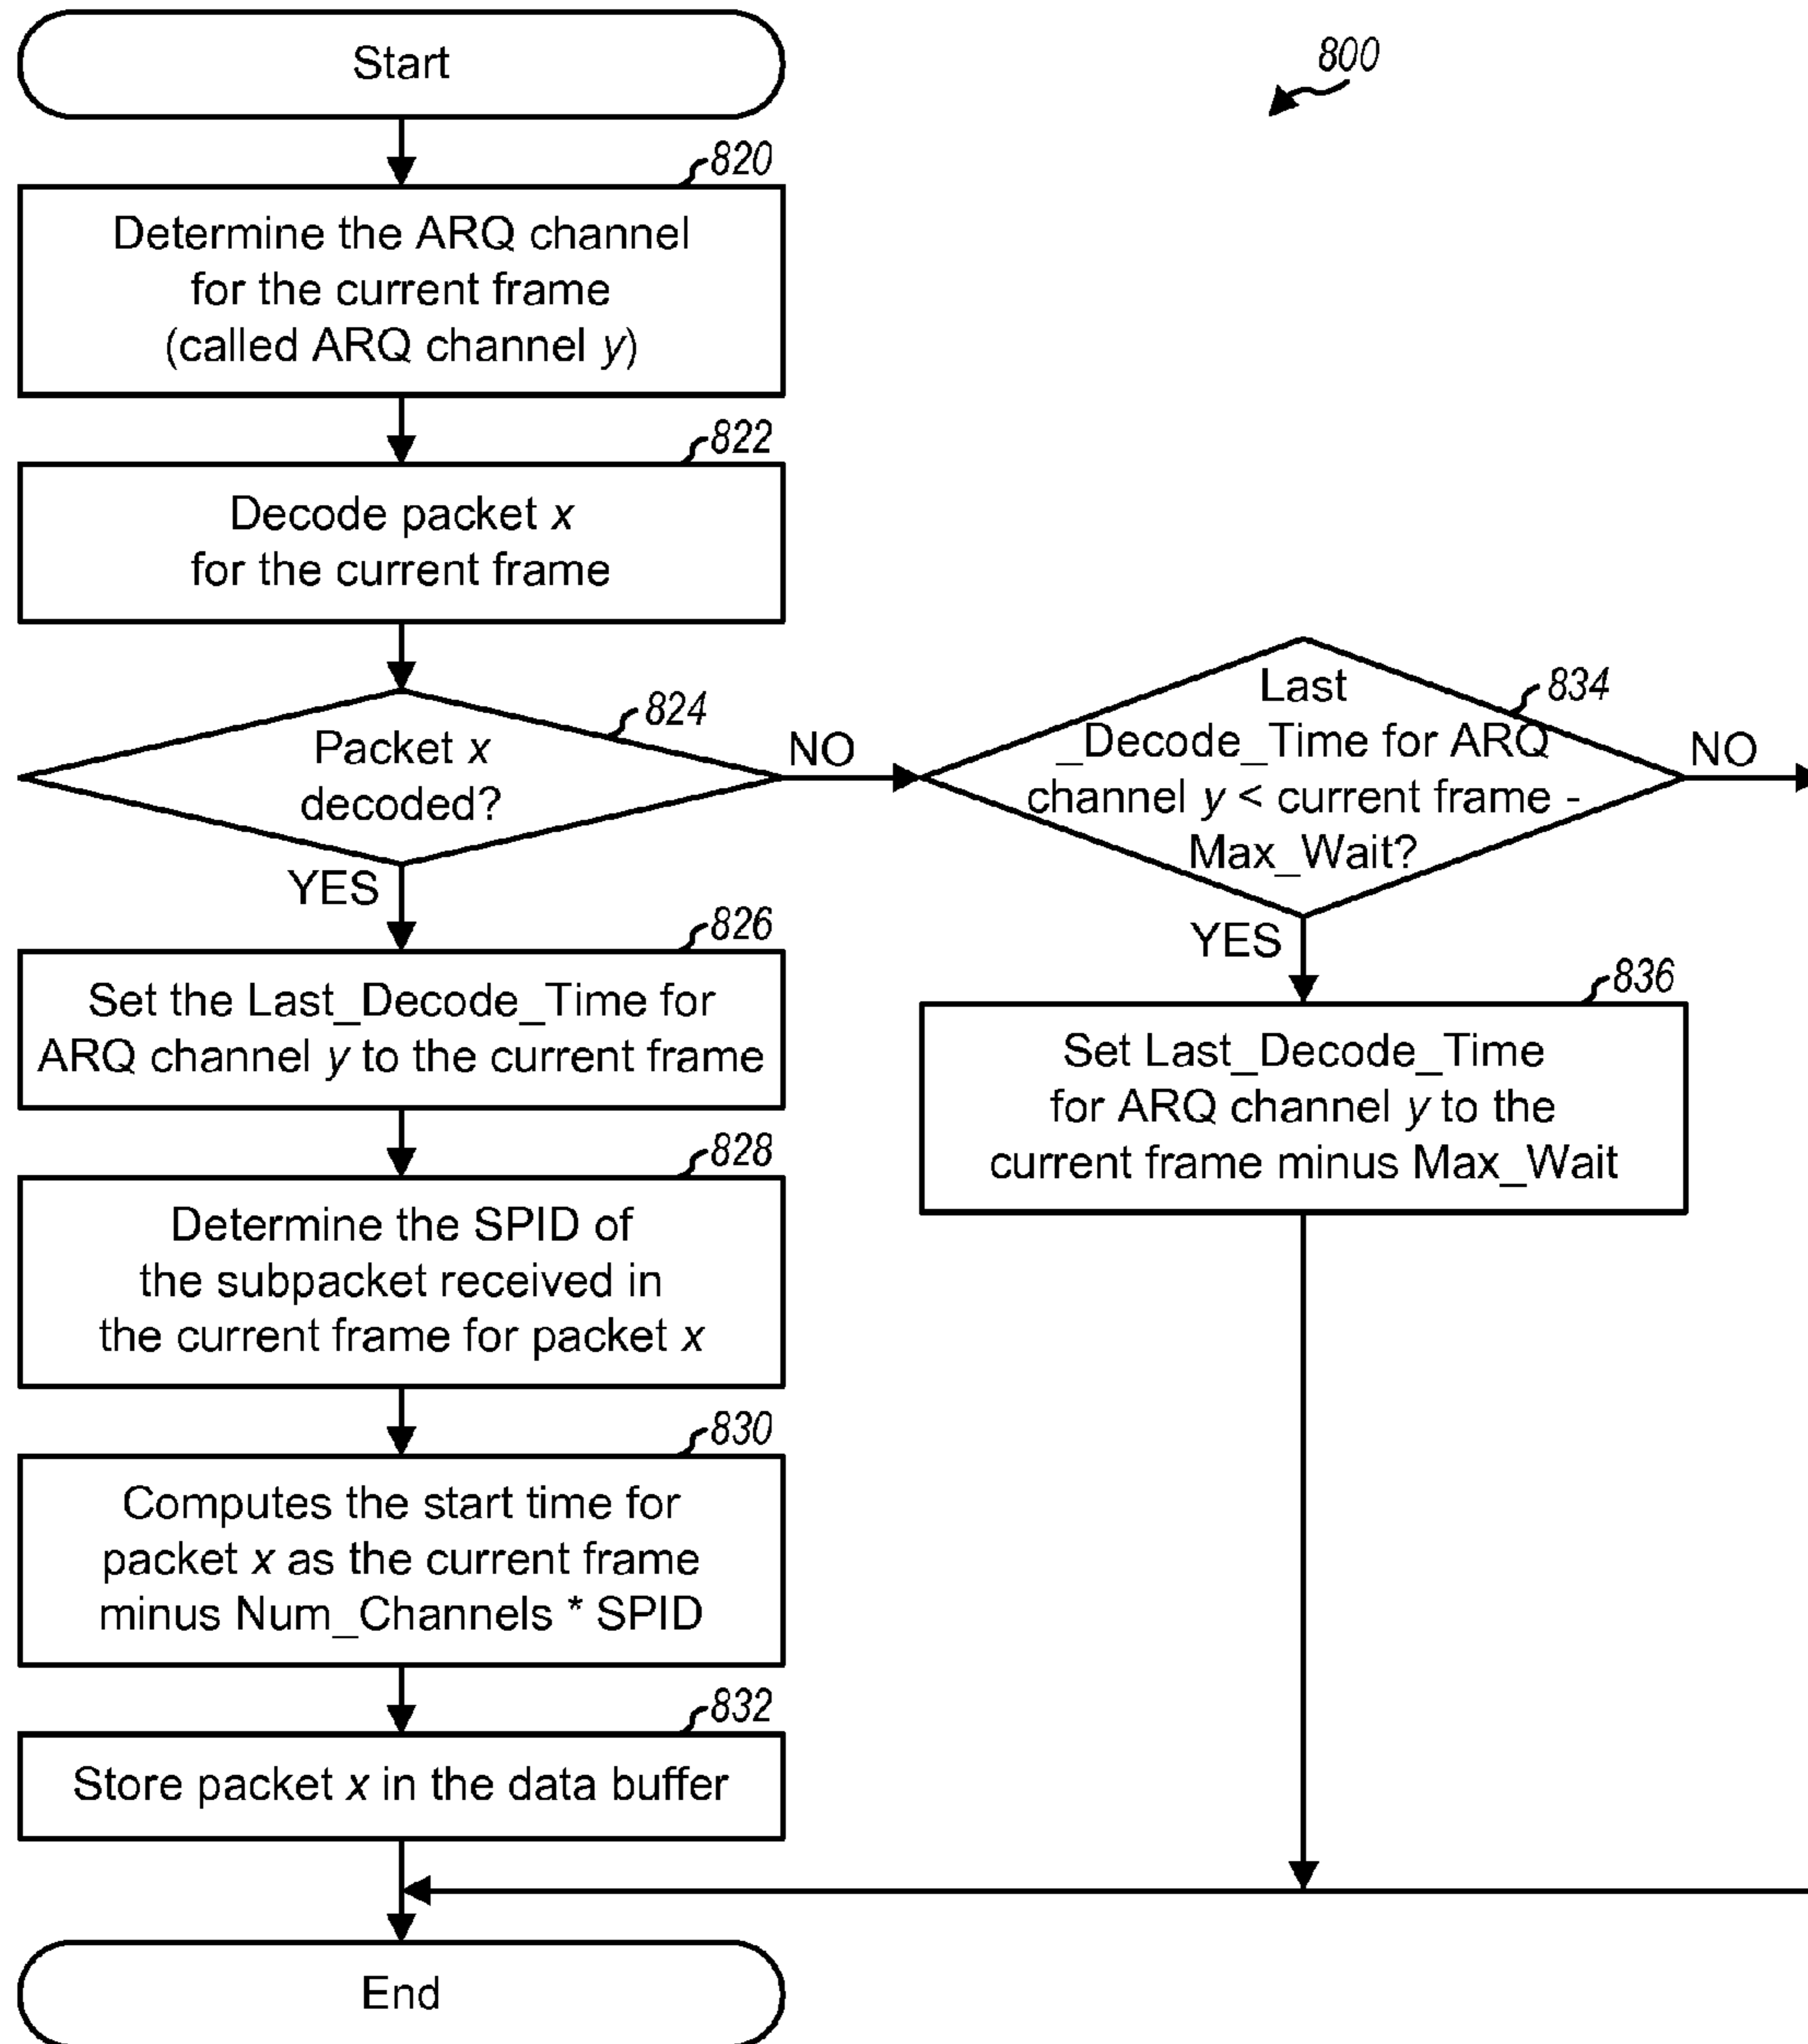 Start
800
820
Determine the ARQ channel
for the current frame
(called ARQ channel y)
822
Decode packet x
for the current frame
824
Packet x
decoded?
NO
YES
834
Last
_Decode_Time for ARQ
channel y < current frame -
Max_Wait?
NO
YES
826
Set the Last_Decode_Time for
ARQ channel y to the current frame
836
Set Last_Decode_Time
for ARQ channel y to the
current frame minus Max_Wait
828
Determine the SPID of
the subpacket received in
the current frame for packet x
830
Computes the start time for
packet x as the current frame
minus Num_Channels * SPID
832
Store packet x in the data buffer
End